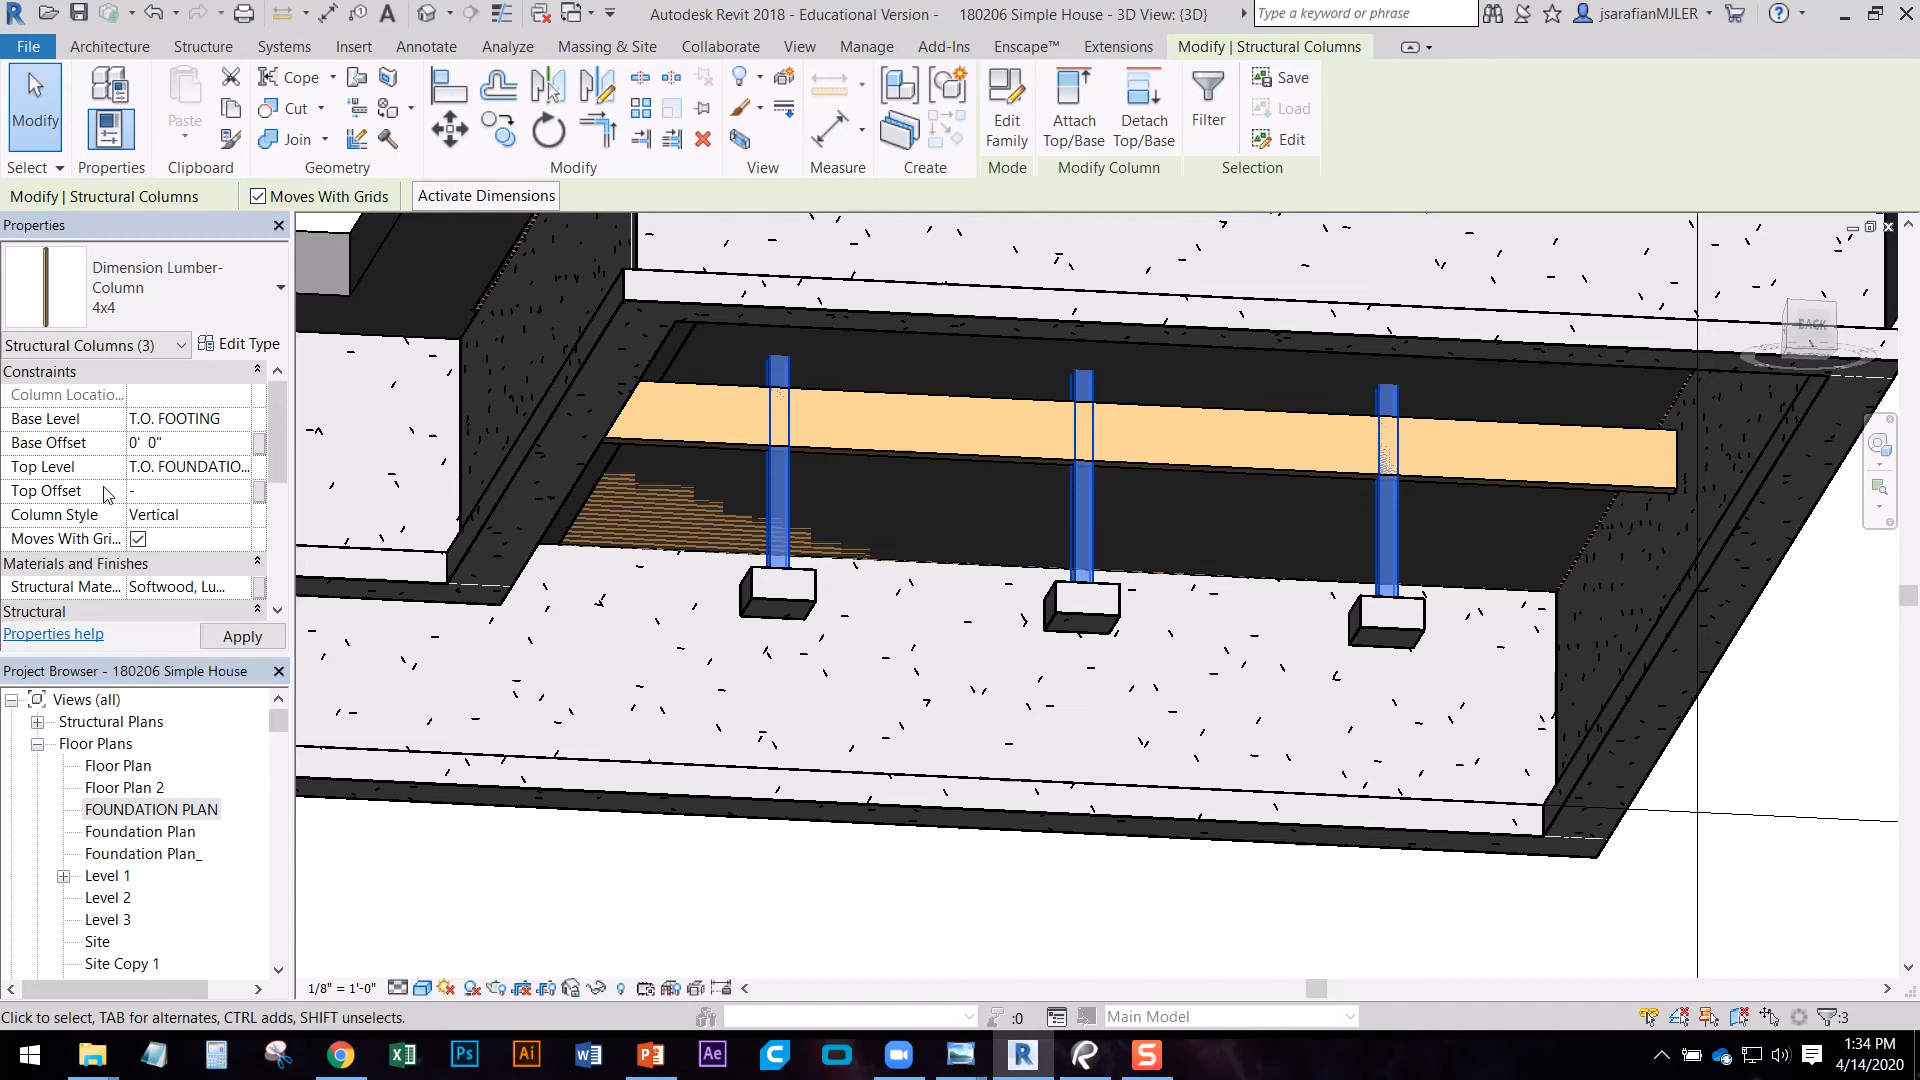 Autodesk Revit 2018 - Educational Version - 180206 Simple House - 3D View: {3D}
Type a keyword or phrase
jsarafianMJLER
File Architecture Structure Systems Insert Annotate Analyze Massing & Site Collaborate View Manage Add-Ins Enscape™ Extensions Modify | Structural Columns
Modify
Paste
Cope
Cut
Join
Edit Family
Attach Top/Base
Detach Top/Base
Filter
Save
Load
Edit
Select Properties Clipboard Geometry Modify View Measure Create Mode Modify Column Selection
Modify | Structural Columns Moves With Grids Activate Dimensions
Properties
Dimension Lumber-
Column
4x4
Structural Columns (3) Edit Type
Constraints
Column Locatio...
Base Level T.O. FOOTING
Base Offset 0' 0"
Top Level T.O. FOUNDATIO...
Top Offset -
Column Style Vertical
Moves With Gri...
Materials and Finishes
Structural Mate... Softwood, Lu...
Structural
Properties help Apply
Project Browser - 180206 Simple House
Views (all)
Structural Plans
Floor Plans
Floor Plan
Floor Plan 2
FOUNDATION PLAN
Foundation Plan
Foundation Plan_
Level 1
Level 2
Level 3
Site
Site Copy 1
BACK
1/8" = 1'-0"
Click to select, TAB for alternates, CTRL adds, SHIFT unselects.
:0
Main Model
:3
Ps
Ai
Ae
R
S
1:34 PM
4/14/2020